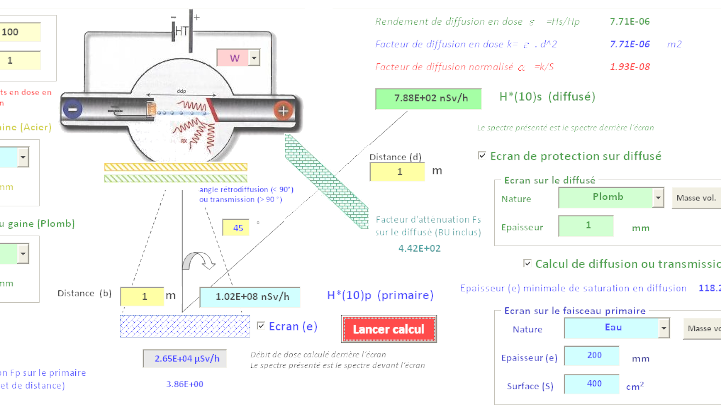 Rendement de diffusion en dose =Hs/Hp 7.71E-06
100
Facteur de diffusion en dose k= . d^2 7.71E-06 m2
HT
W
1
Facteur de diffusion normalisé =k/S 1.93E-08
ts en dose en
ddp
7.88E+02 nSv/h H*(10)s (diffusé)
aine (Acier)
Le spectre présenté est le spectre derrière l'écran
Distance (d)
Ecran de protection sur diffusé
1 m
Ecran sur le diffusé
mm
angle rétrodiffusion (< 90°)
ou transmission (> 90 °)
Nature Plomb Masse vol.
u gaine (Plomb)
45 °
Facteur d'attenuation Fs
sur le diffusé (BU inclus)
Epaisseur 1 mm
4.42E+02
Calcul de diffusion ou transmissio
mm
Epaisseur (e) minimale de saturation en diffusion 118.2
Distance (b) 1 m 1.02E+08 nSv/h H*(10)p (primaire)
Ecran sur le faisceau primaire
Ecran (e) Lancer calcul
Nature Eau Masse vo
2.65E+04 µSv/h
Débit de dose calculé derrière l'écran
Le spectre présenté est le spectre devant l'écran
Epaisseur (e) 200 mm
on Fp sur le primaire
et de distance)
3.86E+00
Surface (S) 400 cm²